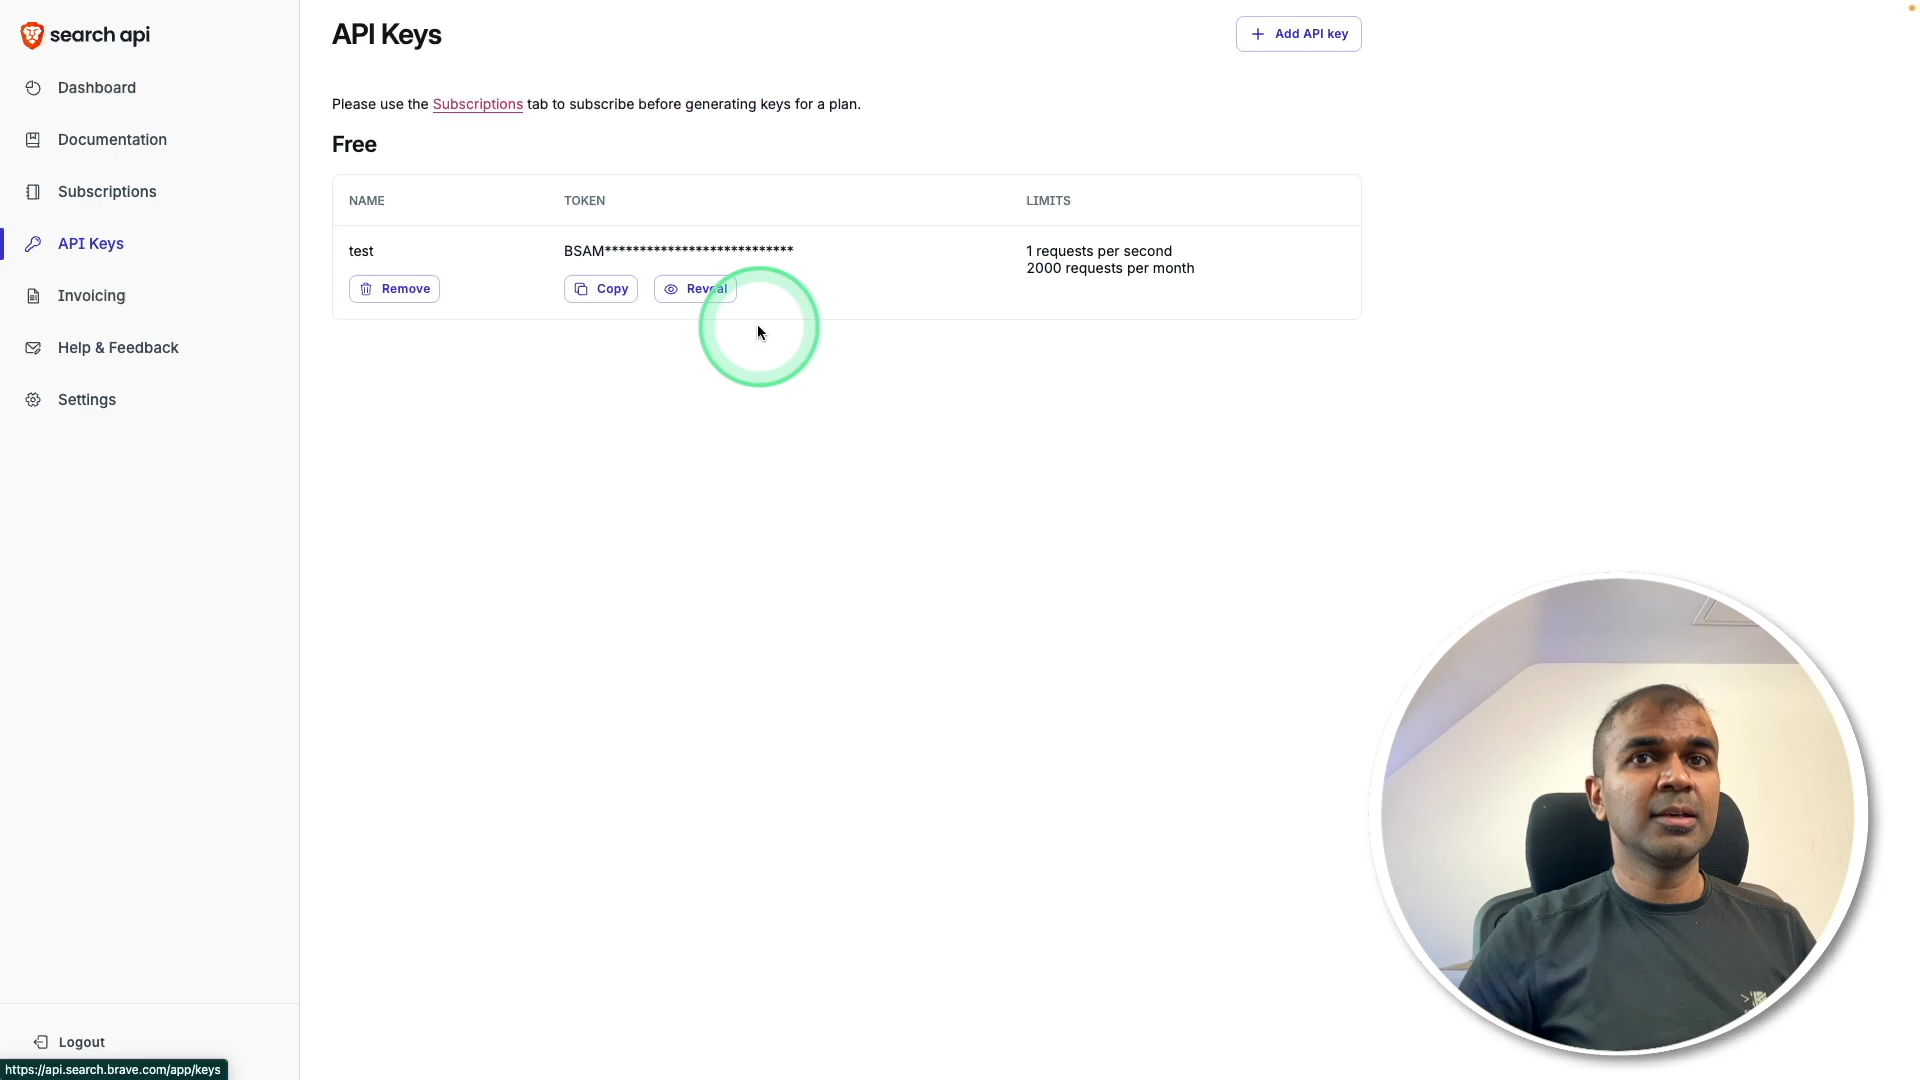 search api
Dashboard
Documentation
Subscriptions
API Keys
Invoicing
Help & Feedback
Settings
Logout
https://api.search.brave.com/app/keys
API Keys
Add API key
Please use the Subscriptions tab to subscribe before generating keys for a plan.
Free
NAME TOKEN LIMITS
test BSAM*************************** 1 requests per second
2000 requests per month
Remove Copy Reveal